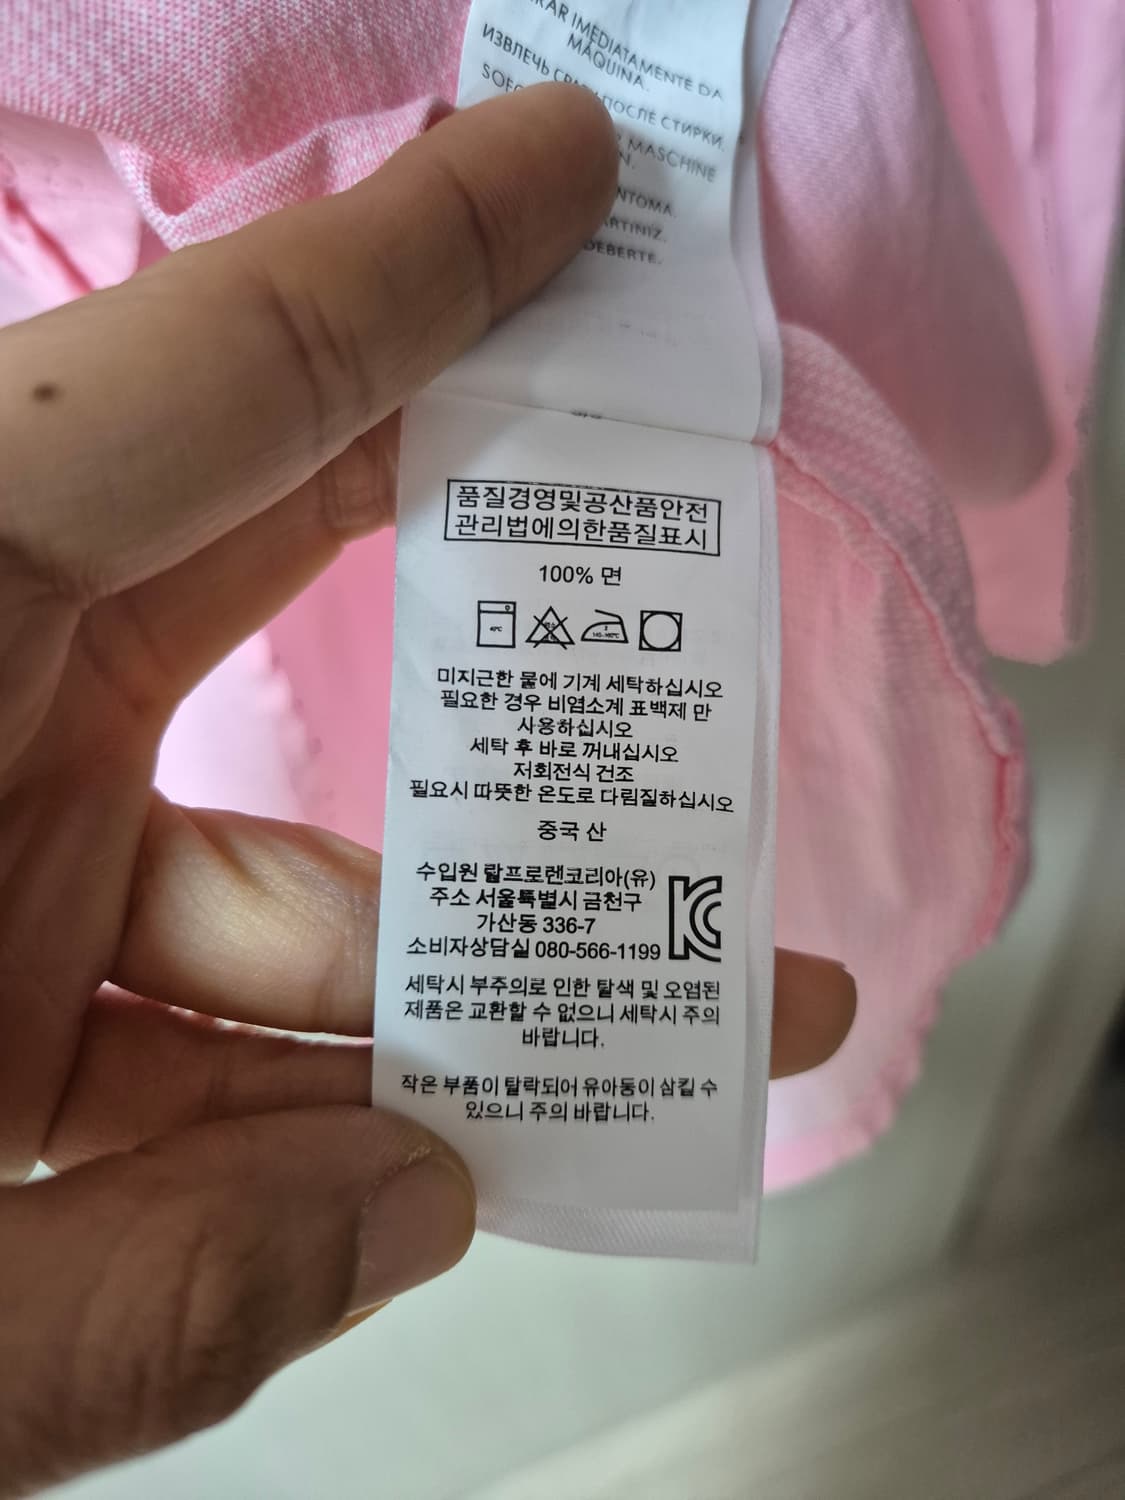 RAR IMEDIATAMENTE DA
MÁQUINA.
ИЗВЛЕЧЬ ПОСЛЕ СТИРКИ.
MASCHINE
품질경영및공산품안전
관리법에의한품질표시
100% 면
40℃
미지근한 물에 기계 세탁하십시오
필요한 경우 비염소계 표백제 만
사용하십시오
세탁 후 바로 꺼내십시오
저회전식 건조
필요시 따뜻한 온도로 다림질하십시오
중국 산
수입원 랄프로렌코리아(유)
주소 서울특별시 금천구
가산동 336-7
소비자상담실 080-566-1199
세탁시 부주의로 인한 탈색 및 오염된
제품은 교환할 수 없으니 세탁시 주의
바랍니다.
작은 부품이 탈락되어 유아동이 삼킬 수
있으니 주의 바랍니다.